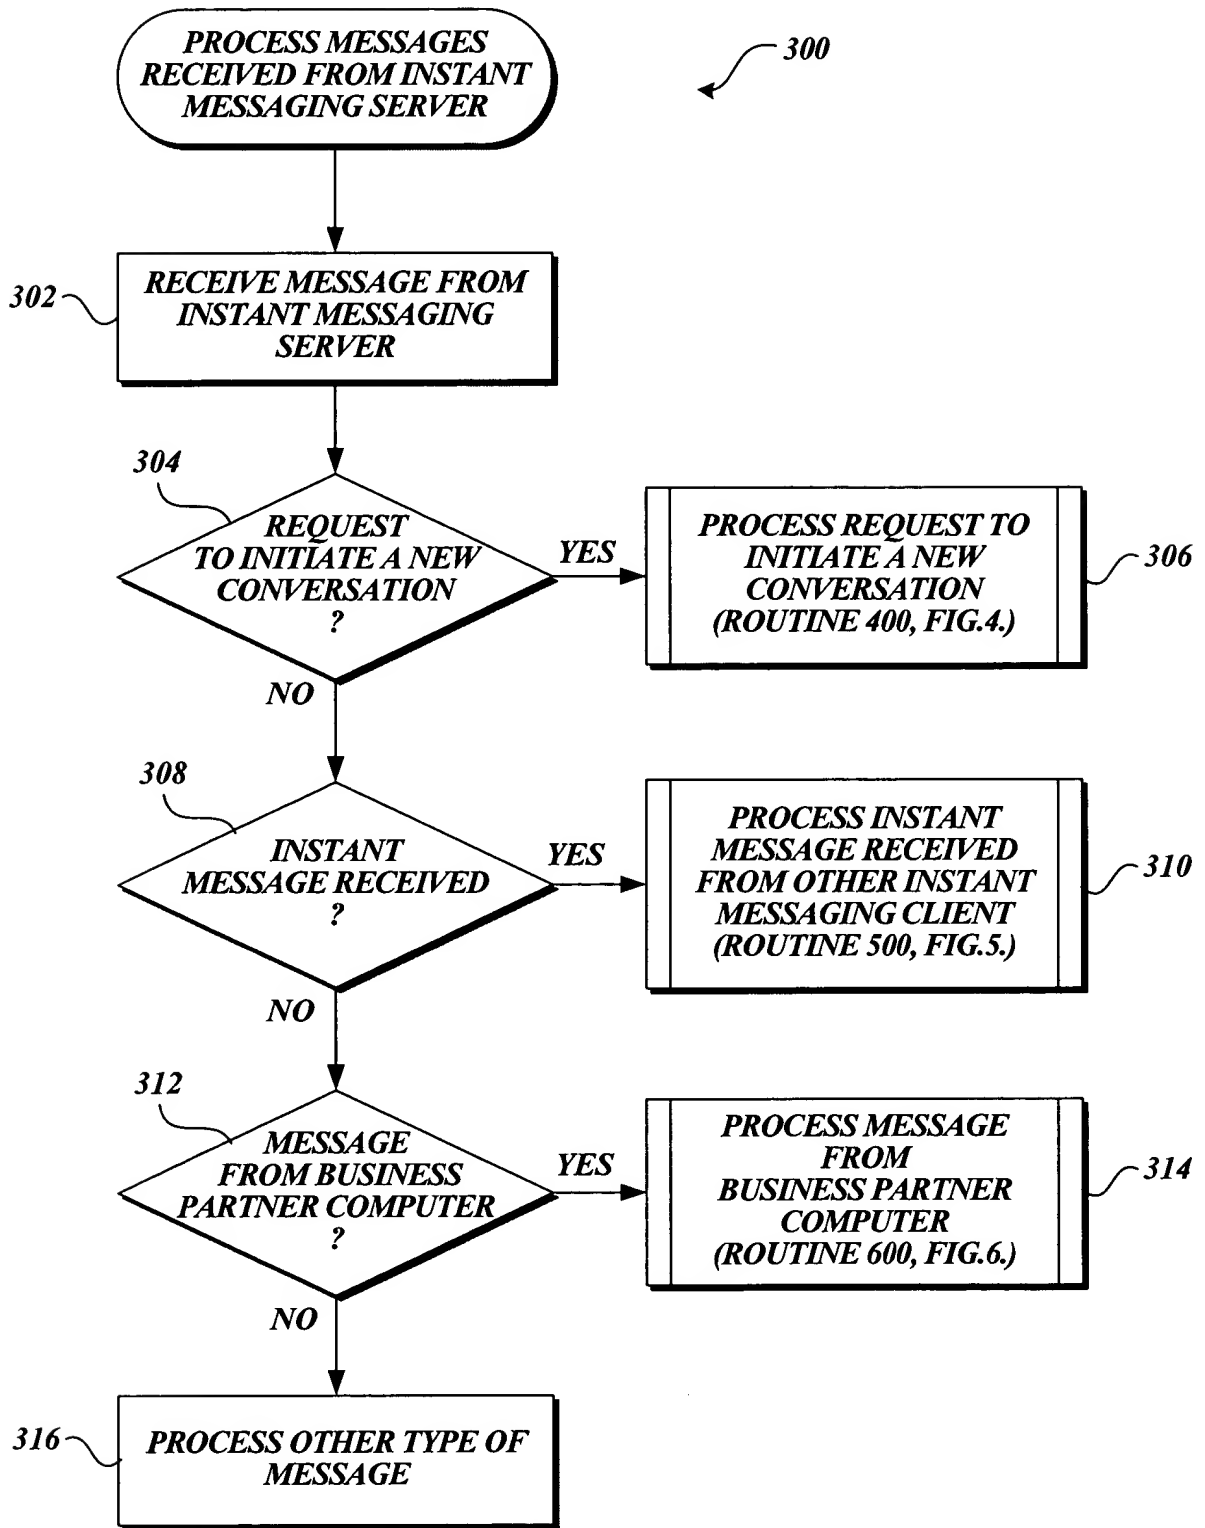 PROCESS MESSAGES
RECEIVED FROM INSTANT
MESSAGING SERVER
300
302
RECEIVE MESSAGE FROM
INSTANT MESSAGING
SERVER
304
REQUEST
TO INITIATE A NEW
CONVERSATION
?
YES
NO
PROCESS REQUEST TO
INITIATE A NEW
CONVERSATION
(ROUTINE 400, FIG.4.)
306
308
INSTANT
MESSAGE RECEIVED
?
YES
NO
PROCESS INSTANT
MESSAGE RECEIVED
FROM OTHER INSTANT
MESSAGING CLIENT
(ROUTINE 500, FIG.5.)
310
312
MESSAGE
FROM BUSINESS
PARTNER COMPUTER
?
YES
NO
PROCESS MESSAGE
FROM
BUSINESS PARTNER
COMPUTER
(ROUTINE 600, FIG.6.)
314
316
PROCESS OTHER TYPE OF
MESSAGE